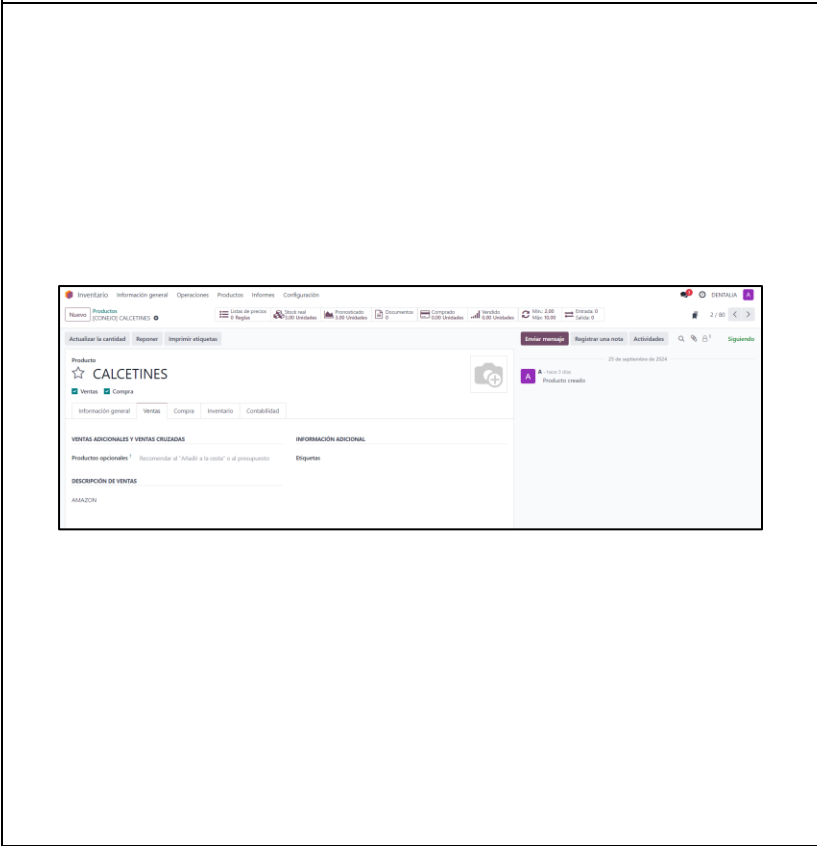 Inventario Información general Operaciones Productos Informes Configuración DENTALIA A
Nuevo Productos Listas de precios Stock real Pronosticado Documentos Comprado Vendido Mín.: 2,00 Entrada: 0 2 / 80
[CONEJO] CALCETINES 0 Reglas 3,00 Unidades 3,00 Unidades 0 0,00 Unidades 0,00 Unidades Máx: 10,00 Salida: 0
Actualizar la cantidad Reponer Imprimir etiquetas Enviar mensaje Registrar una nota Actividades Siguiendo
Producto
CALCETINES
Ventas Compra
Información general Ventas Compra Inventario Contabilidad
VENTAS ADICIONALES Y VENTAS CRUZADAS
Productos opcionales ? Recomendar al "Añadir a la cesta" o al presupuesto
DESCRIPCIÓN DE VENTAS
AMAZON
INFORMACIÓN ADICIONAL
Etiquetas
25 de septiembre de 2024
A A - hace 5 días
Producto creado